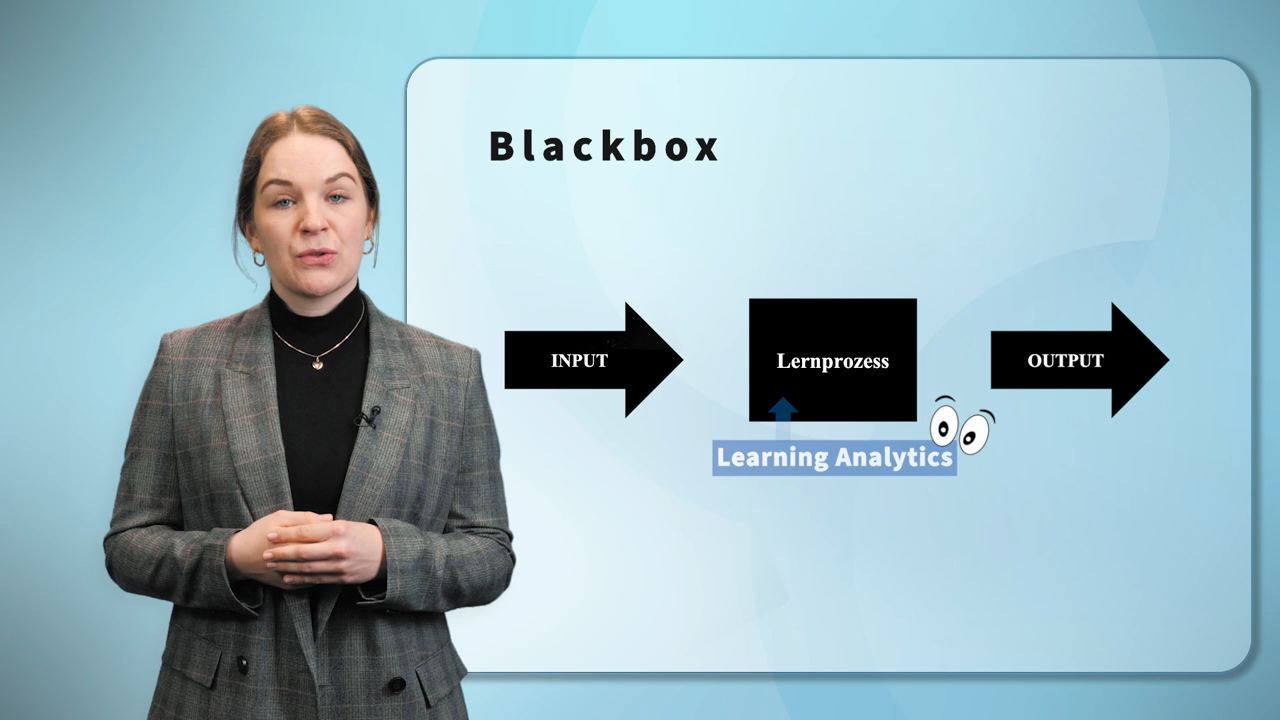 Blackbox
INPUT
Lernprozess
OUTPUT
Learning Analytics